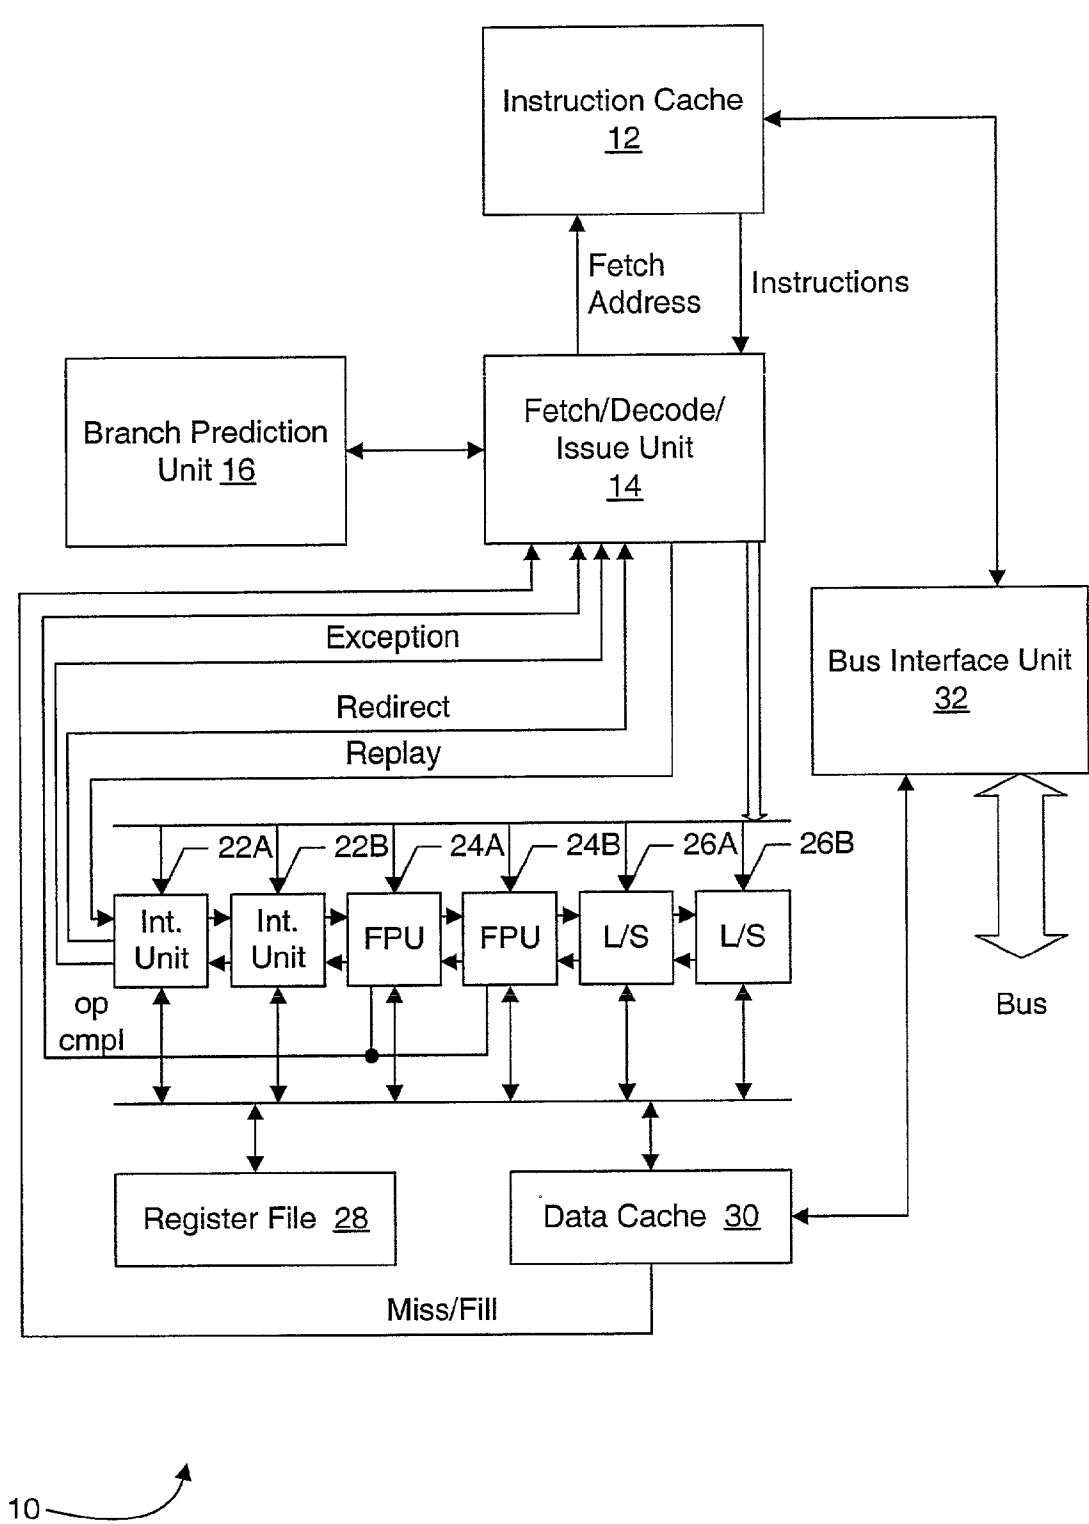 Instruction Cache
12
Fetch
Address
Instructions
Branch Prediction
Unit 16
Fetch/Decode/
Issue Unit
14
Exception
Redirect
Replay
Bus Interface Unit
32
22A
22B
24A
24B
26A
26B
Int.
Unit
Int.
Unit
FPU
FPU
L/S
L/S
op
cmpl
Bus
Register File 28
Data Cache 30
Miss/Fill
10